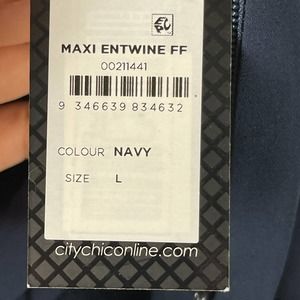 MAXI ENTWINE FF
00211441
9 346639 834632
COLOUR NAVY
SIZE L
citychiconline.com